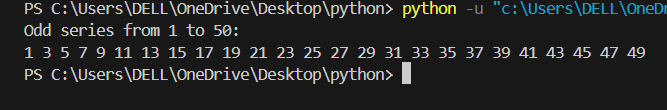 PS C:\Users\DELL\OneDrive\Desktop\python> python -u "c:\Users\DELL\OneD
Odd series from 1 to 50:
1 3 5 7 9 11 13 15 17 19 21 23 25 27 29 31 33 35 37 39 41 43 45 47 49
PS C:\Users\DELL\OneDrive\Desktop\python>